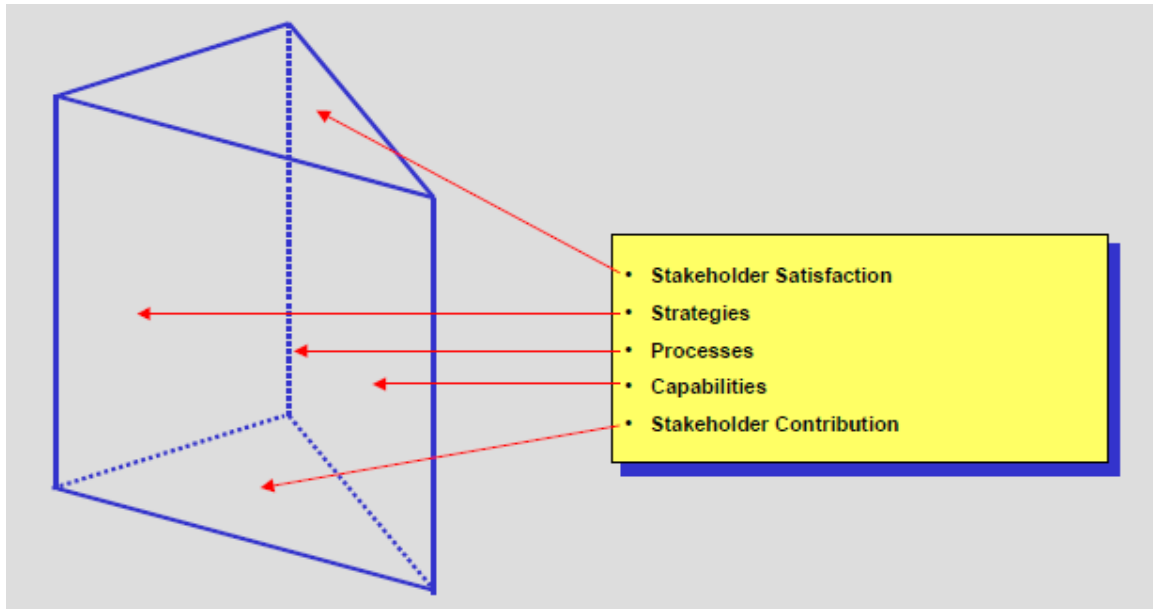 • Stakeholder Satisfaction
• Strategies
• Processes
• Capabilities
• Stakeholder Contribution